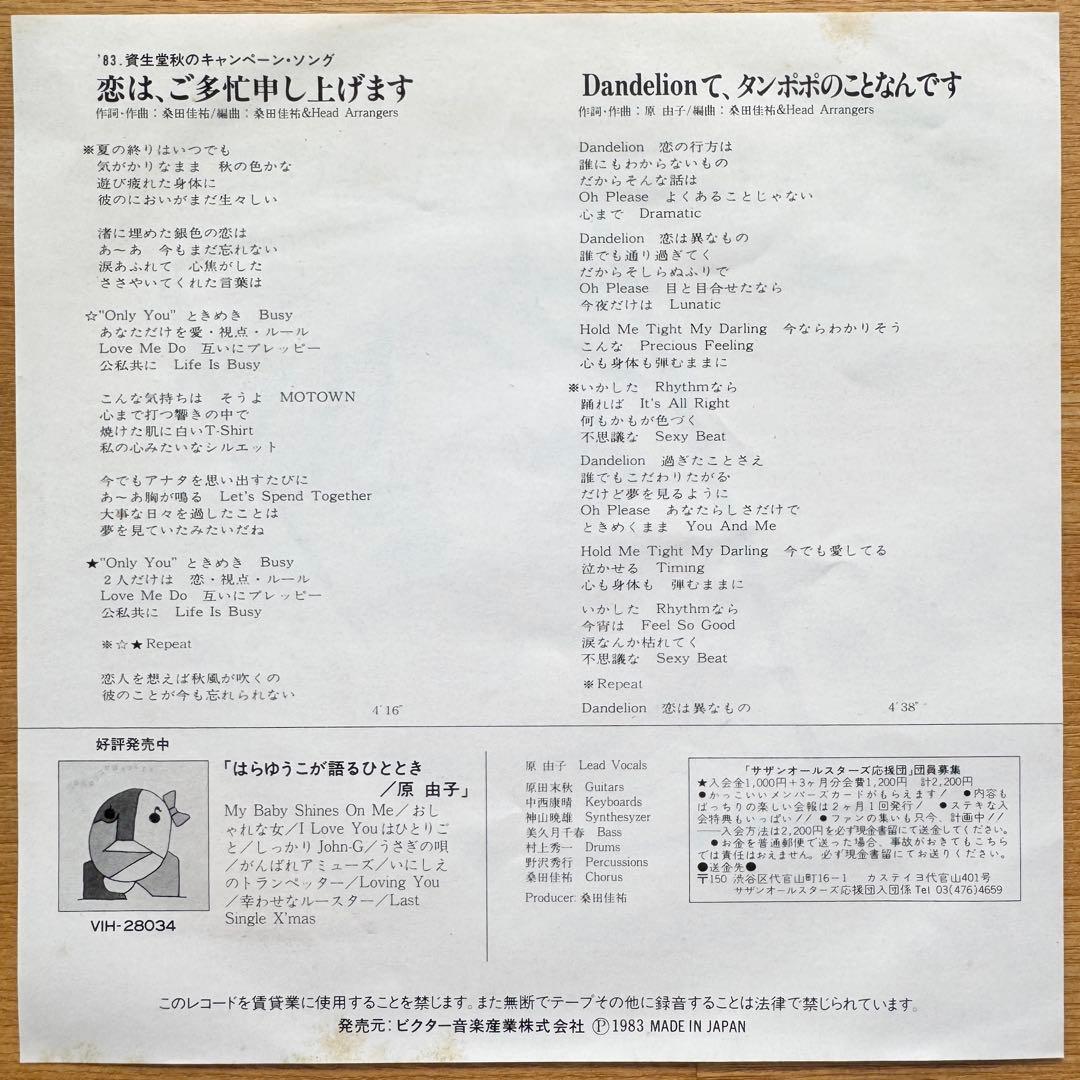 '83.資生堂秋のキャンペーン・ソング
恋は、ご多忙申し上げます
作詞・作曲：桑田佳祐/編曲：桑田佳祐&Head Arrangers
※夏の終りはいつでも
気がかりなまま　秋の色かな
遊び疲れた身体に
彼のにおいがまだ生々しい
渚に埋めた銀色の恋は
あ〜あ　今もまだ忘れない
涙あふれて　心焦がした
ささやいてくれた言葉は
☆"Only You" ときめき　Busy
あなただけを愛・視点・ルール
Love Me Do　互いにプレッピー
公私共に　Life Is Busy
こんな気持ちは　そうよ　MOTOWN
心まで打つ響きの中で
焼けた肌に白いT-Shirt
私の心みたいなシルエット
今でもアナタを思い出すたびに
あ〜あ胸が鳴る　Let's Spend Together
大事な日々を過したことは
夢を見ていたみたいだね
★"Only You" ときめき　Busy
２人だけは　恋・視点・ルール
Love Me Do　互いにプレッピー
公私共に　Life Is Busy
※☆★Repeat
恋人を想えば秋風が吹くの
彼のことが今も忘れられない
4′16″
Dandelionて、タンポポのことなんです
作詞・作曲：原 由子/編曲：桑田佳祐&Head Arrangers
Dandelion　恋の行方は
誰にもわからないもの
だからそんな話は
Oh Please　よくあることじゃない
心まで　Dramatic
Dandelion　恋は異なもの
誰でも通り過ぎてく
だからそしらぬふりで
Oh Please　目と目合せたなら
今夜だけは　Lunatic
Hold Me Tight My Darling　今ならわかりそう
こんな　Precious Feeling
心も身体も弾むままに
※いかした　Rhythmなら
踊れば　It's All Right
何もかもが色づく
不思議な　Sexy Beat
Dandelion　過ぎたことさえ
誰でもこだわりたがる
だけど夢を見るように
Oh Please　あなたらしさだけで
ときめくまま　You And Me
Hold Me Tight My Darling　今でも愛してる
泣かせる　Timing
心も身体も　弾むままに
いかした　Rhythmなら
今宵は　Feel So Good
涙なんか枯れてく
不思議な　Sexy Beat
※Repeat
Dandelion　恋は異なもの
4′38″
好評発売中
VIH-28034
「はらゆうこが語るひととき
／原 由子」
My Baby Shines On Me／おし
ゃれな女／I Love Youはひとりご
と／しっかりJohn-G／うさぎの唄
／がんばれアミューズ／いにしえ
のトランペッター／Loving You
／幸わせなルースター／Last
Single X'mas
原　由子　Lead Vocals
原田末秋　Guitars
中西康晴　Keyboards
神山暁雄　Synthesyzer
美久月千春　Bass
村上秀一　Drums
野沢秀行　Percussions
桑田佳祐　Chorus
Producer: 桑田佳祐
「サザンオールスターズ応援団」団員募集
★入会金1,000円＋3ヶ月分会費1,200円　計2,200円
●かっこいいメンバーズカードがもらえます！●内容も
ばっちりの楽しい会報は２ヶ月１回発行！●ステキな入
会特典もいっぱい！！●ファンの集いも只今、計画中！！
──入会方法は2,200円を必ず現金書留にて送金してください。
●お金を普通郵便で送った場合、事故がおきてもこちら
では責任はおえません。必ず現金書留にてお送りください。
●送金先●
〒150 渋谷区代官山町16−1　カステイヨ代官山401号
サザンオールスターズ応援団入団係 Tel 03(476)4659
このレコードを賃貸業に使用することを禁じます。また無断でテープその他に録音することは法律で禁じられています。
発売元：ビクター音楽産業株式会社 Ⓟ1983 MADE IN JAPAN